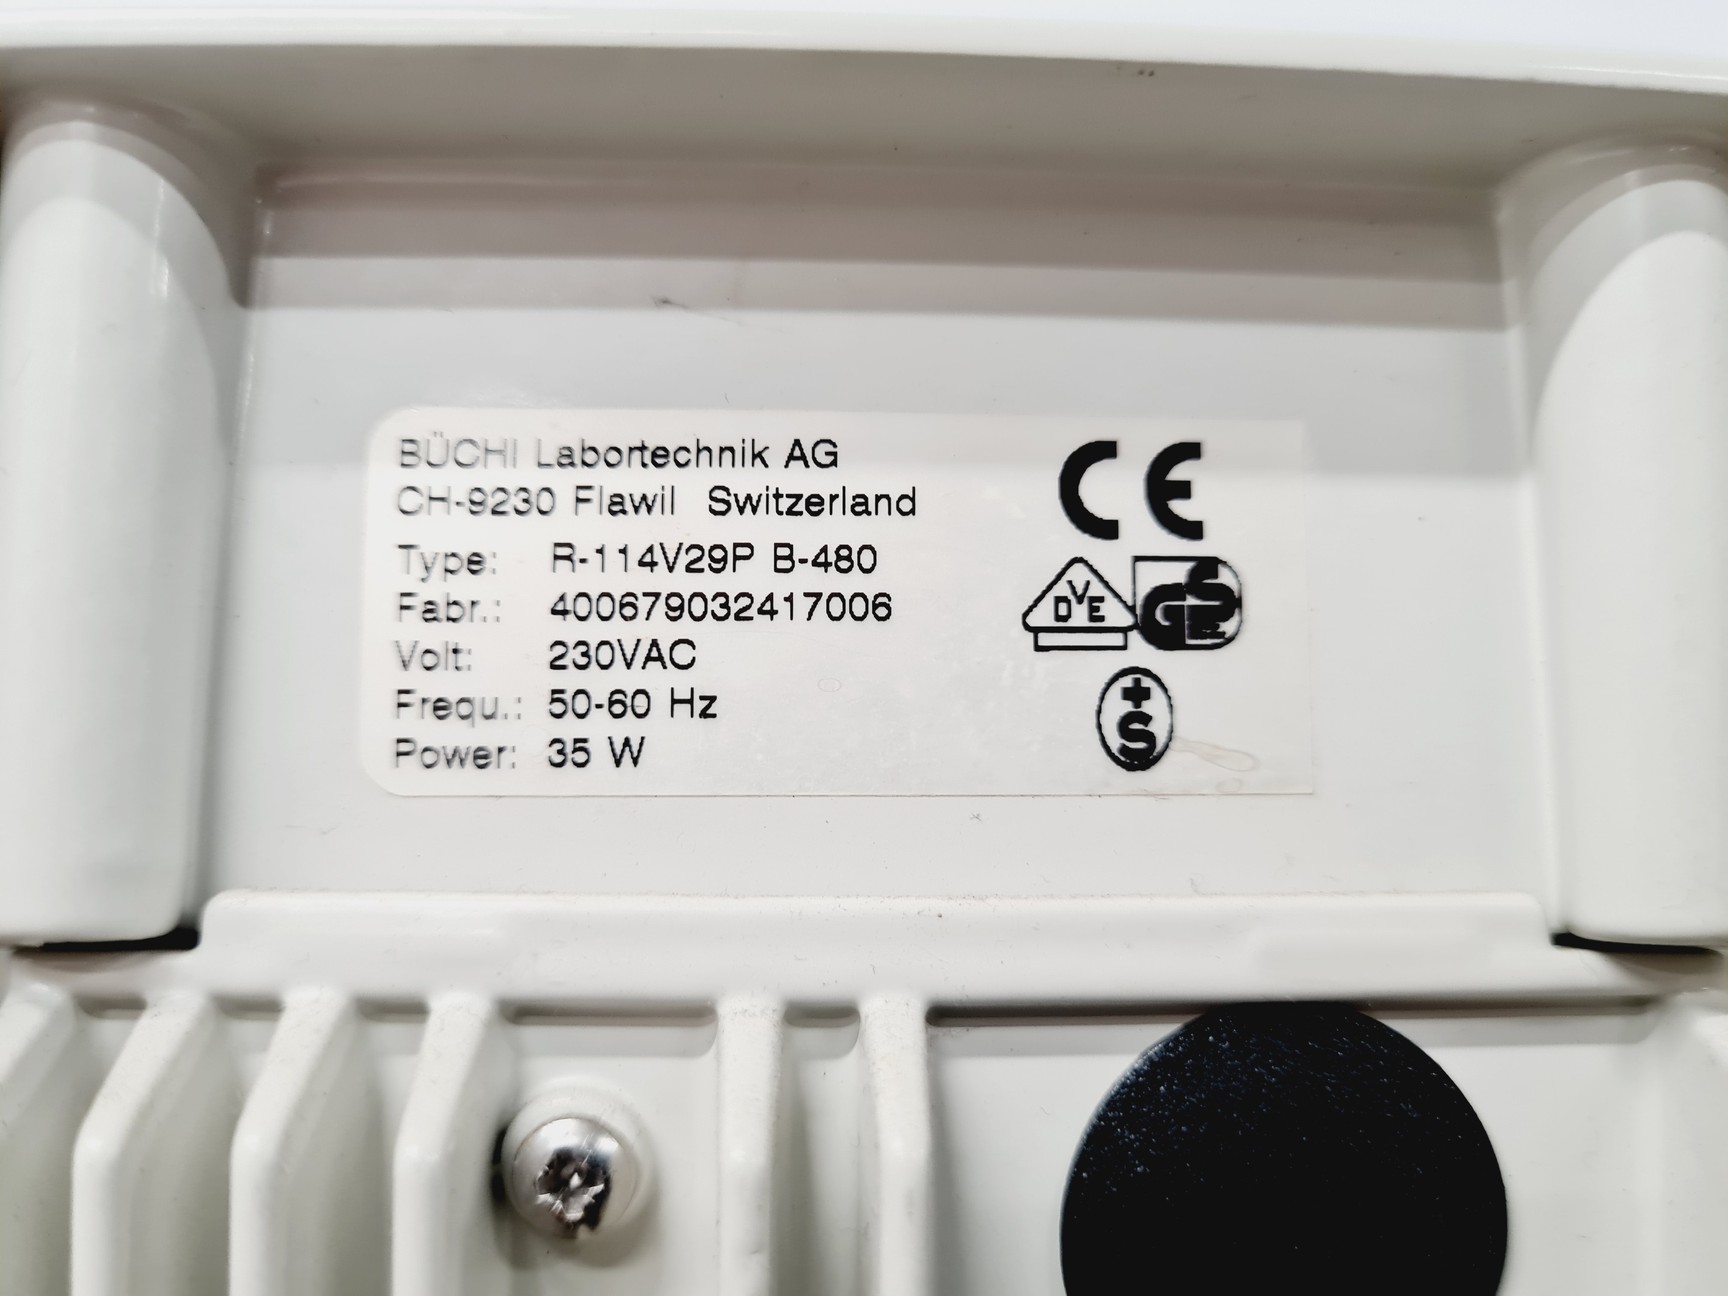 BÜCHI Labortechnik AG
CH-9230 Flawil Switzerland
Type: R-114V29P B-480
Fabr.: 400679032417006
Volt: 230VAC
Frequ.: 50-60 Hz
Power: 35 W
CE
DVE
GS
+S